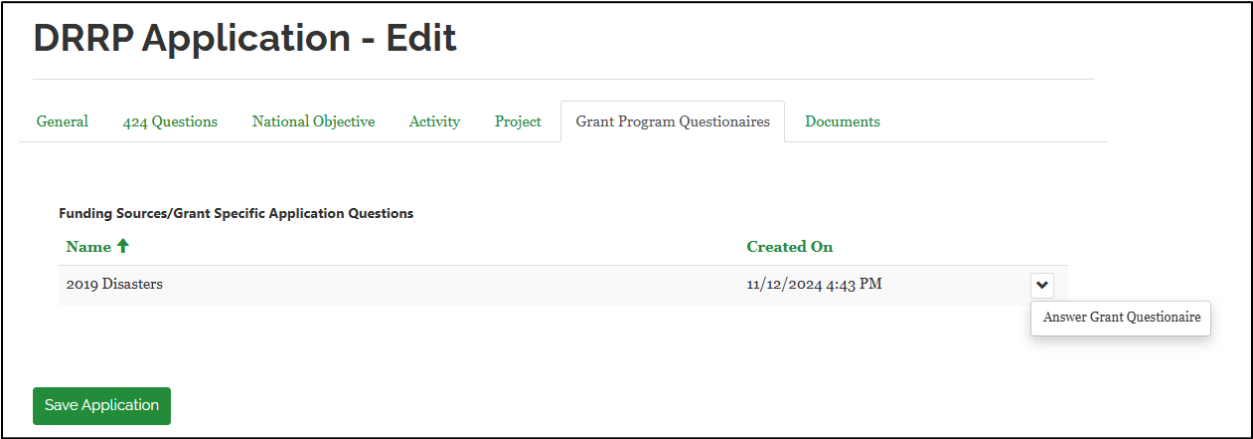 DRRP Application - Edit
General 424 Questions National Objective Activity Project Grant Program Questionaires Documents
Funding Sources/Grant Specific Application Questions
Name Created On
2019 Disasters 11/12/2024 4:43 PM
Answer Grant Questionaire
Save Application